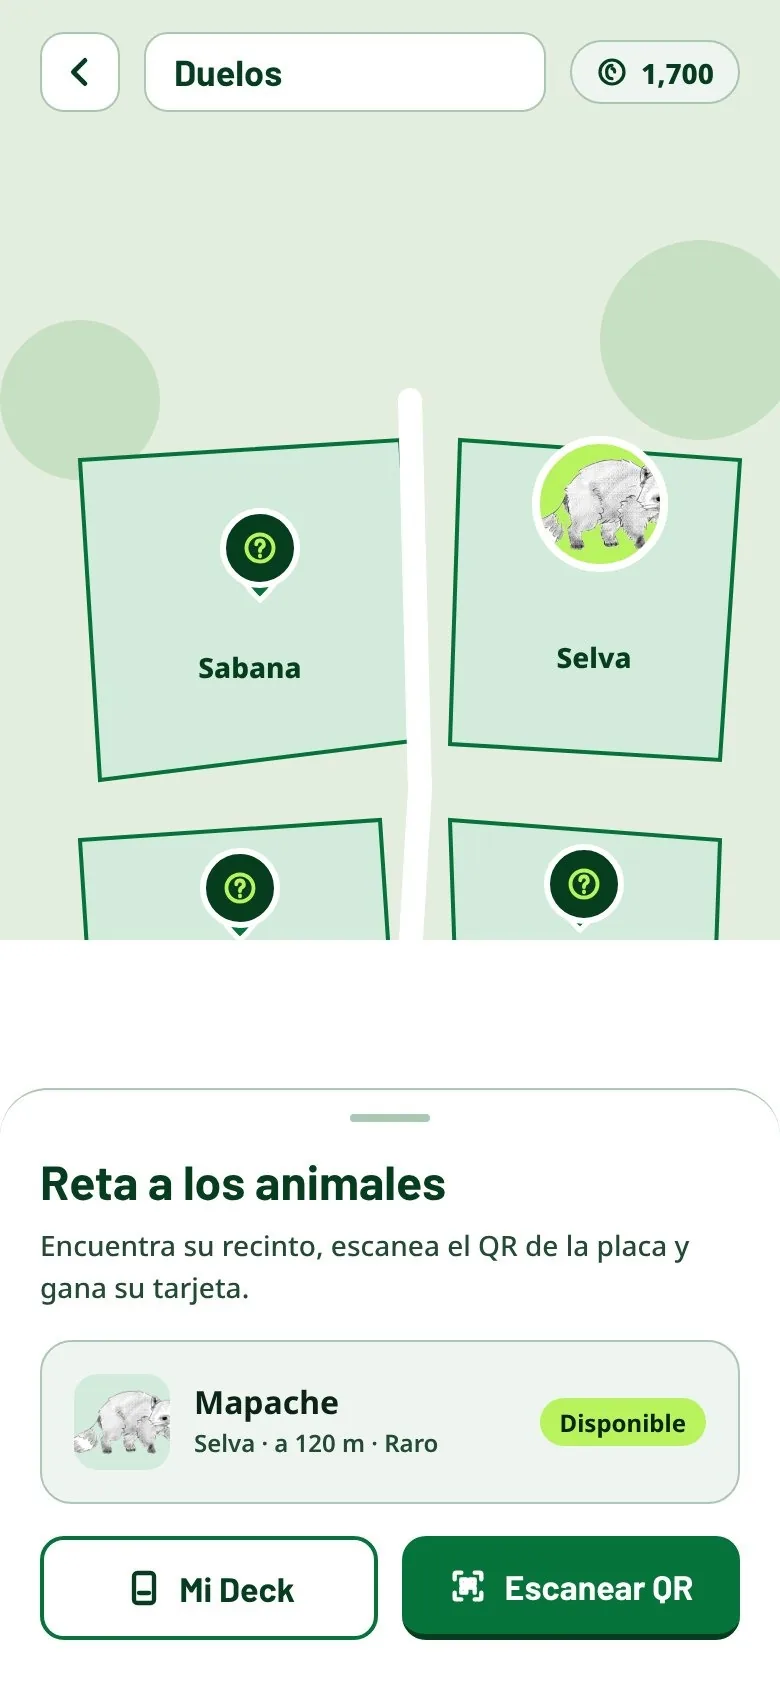 Duelos
1,700
Sabana
Selva
Reta a los animales
Encuentra su recinto, escanea el QR de la placa y
gana su tarjeta.
Mapache
Selva · a 120 m · Raro
Disponible
Mi Deck
Escanear QR